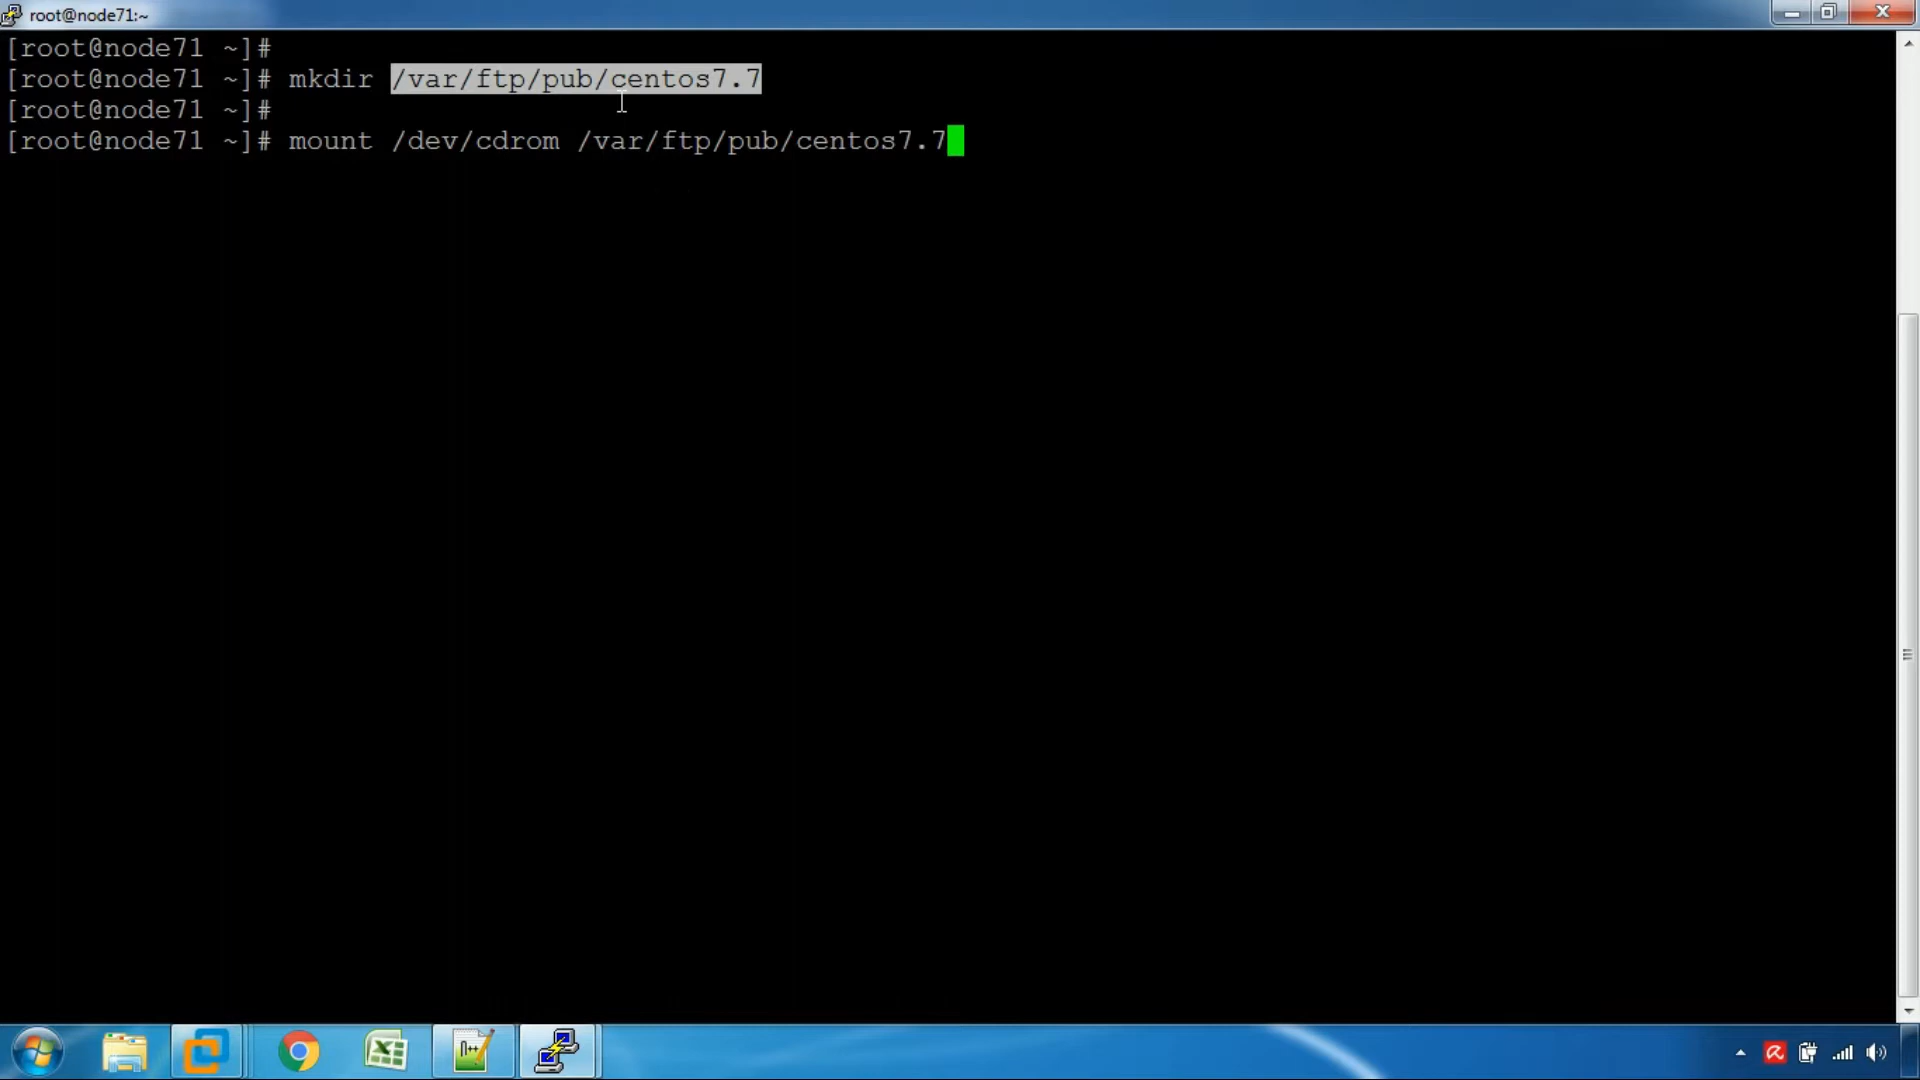 root@node71:~
[root@node71 ~]#
[root@node71 ~]# mkdir /var/ftp/pub/centos7.7
[root@node71 ~]#
[root@node71 ~]# mount /dev/cdrom /var/ftp/pub/centos7.7
n++